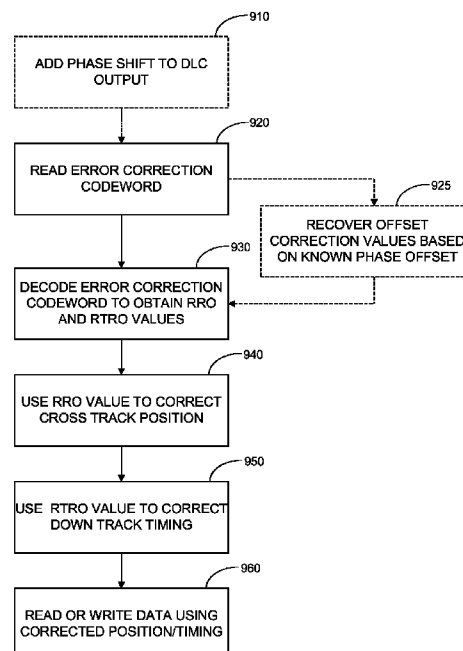 910
ADD PHASE SHIFT TO DLC
OUTPUT
920
READ ERROR CORRECTION
CODEWORD
925
RECOVER OFFSET
CORRECTION VALUES BASED
ON KNOWN PHASE OFFSET
930
DECODE ERROR CORRECTION
CODEWORD TO OBTAIN RRO
AND RTRO VALUES
940
USE RRO VALUE TO CORRECT
CROSS TRACK POSITION
950
USE RTRO VALUE TO CORRECT
DOWN TRACK TIMING
960
READ OR WRITE DATA USING
CORRECTED POSITION/TIMING